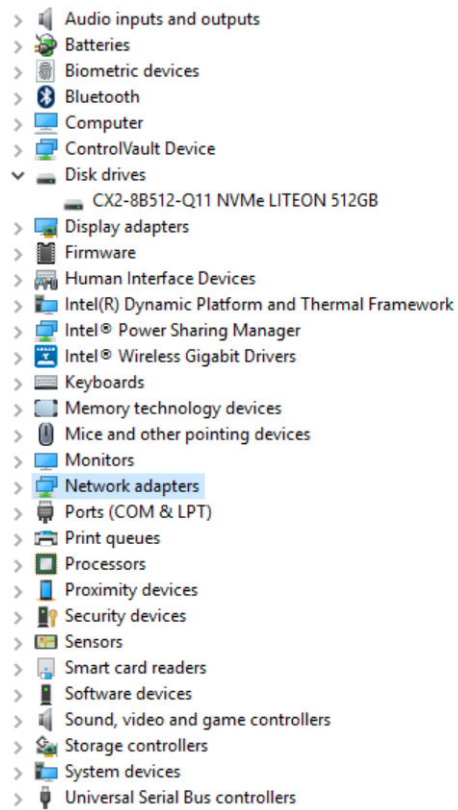 Audio inputs and outputs
Batteries
Biometric devices
Bluetooth
Computer
ControlVault Device
Disk drives
CX2-8B512-Q11 NVMe LITEON 512GB
Display adapters
Firmware
Human Interface Devices
Intel(R) Dynamic Platform and Thermal Framework
Intel® Power Sharing Manager
Intel® Wireless Gigabit Drivers
Keyboards
Memory technology devices
Mice and other pointing devices
Monitors
Network adapters
Ports (COM & LPT)
Print queues
Processors
Proximity devices
Security devices
Sensors
Smart card readers
Software devices
Sound, video and game controllers
Storage controllers
System devices
Universal Serial Bus controllers